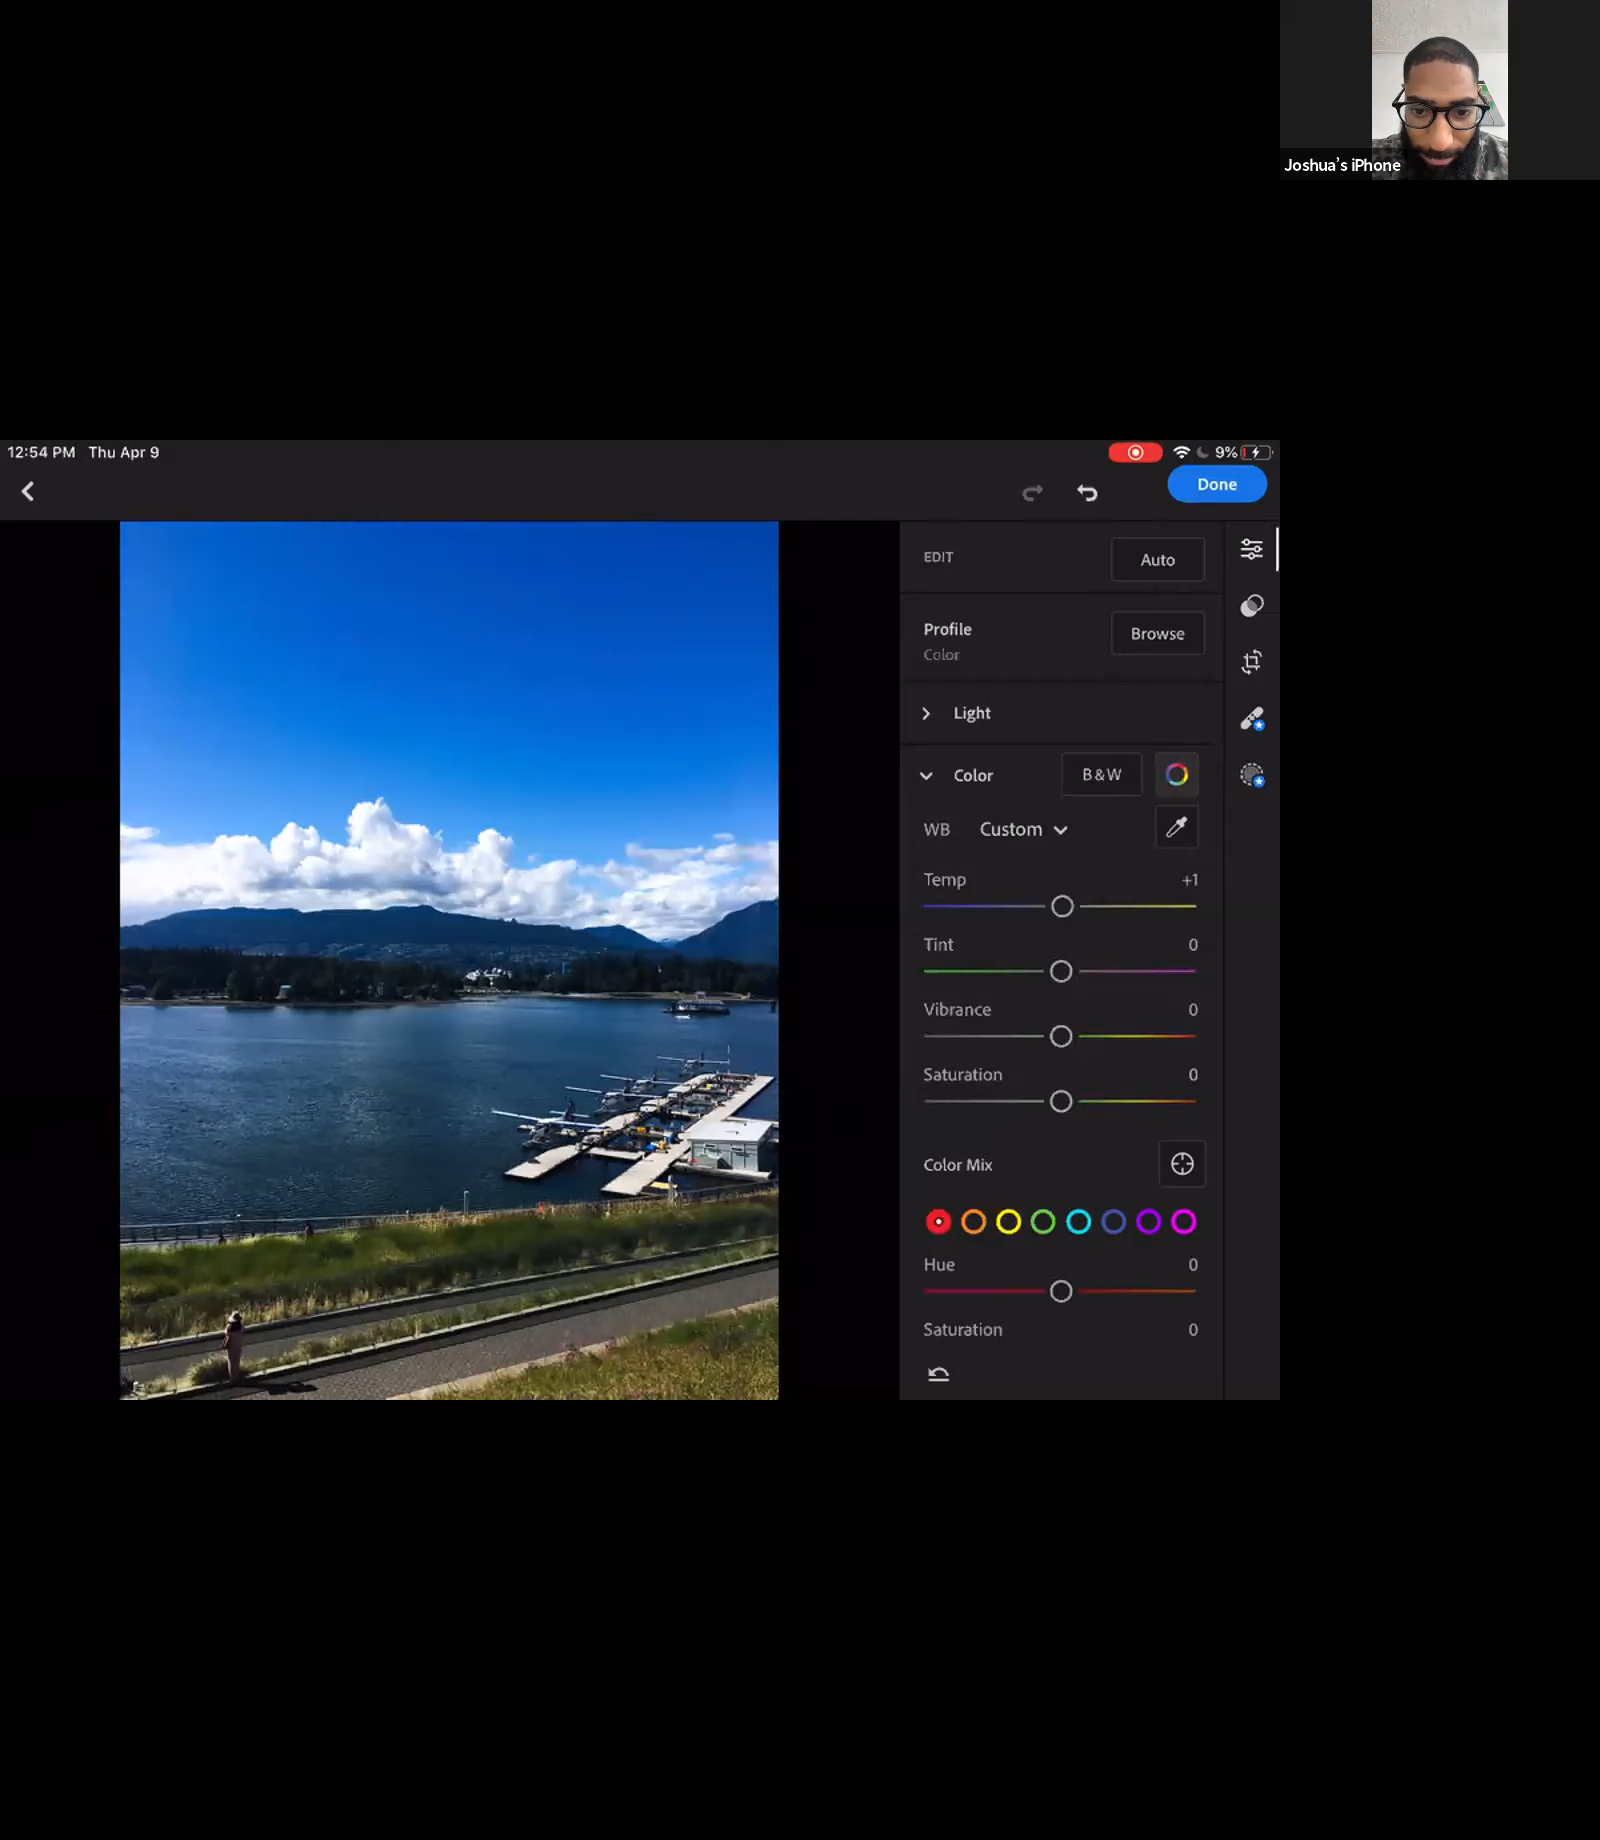 Joshua's iPhone
12:54 PM Thu Apr 9
9%
Done
EDIT
Auto
Profile
Browse
Color
Light
Color
B&W
WB
Custom
Temp
+1
Tint
0
Vibrance
0
Saturation
0
Color Mix
Hue
0
Saturation
0